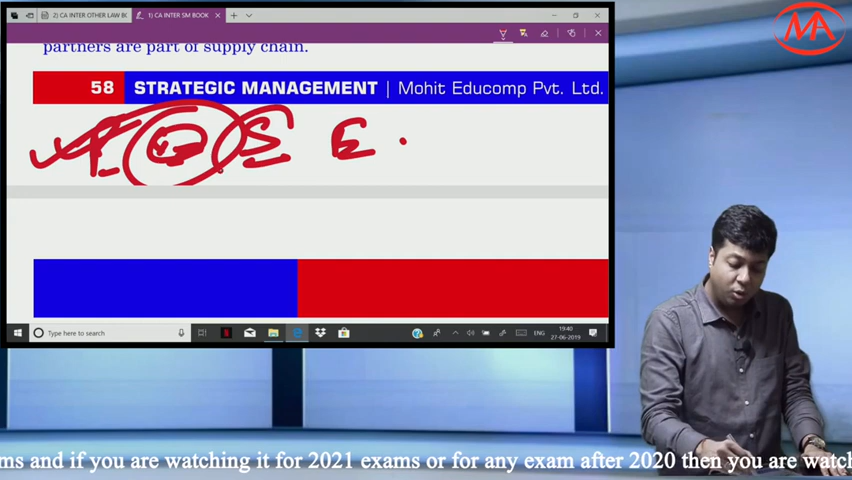 2) CA INTER OTHER LAW BO
1) CA INTER SM BOOK
MA
partners are part of supply chain.
58 STRATEGIC MANAGEMENT | Mohit Educomp Pvt. Ltd.
S E .
Type here to search
ENG
19:40
27-06-2019
ms and if you are watching it for 2021 exams or for any exam after 2020 then you are watch